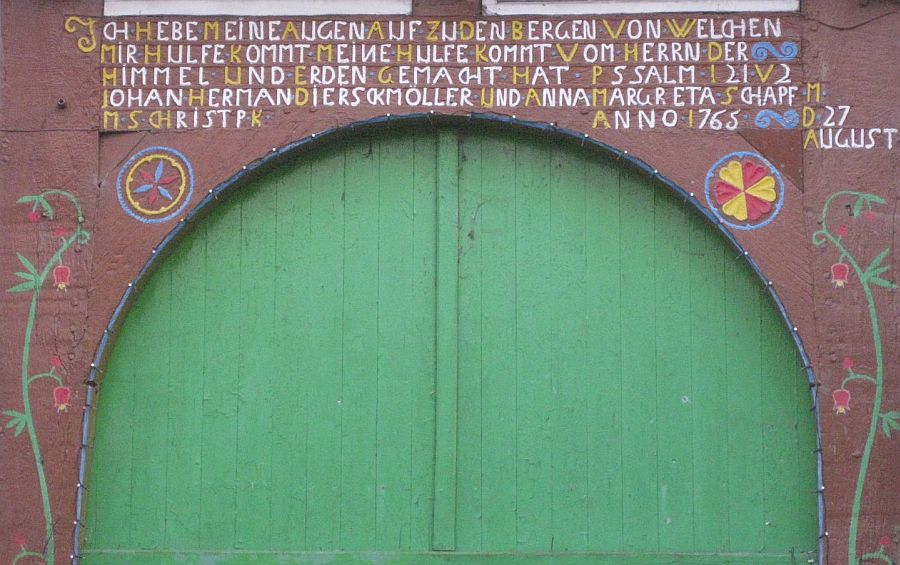 JCH HEBE MEINE AUGEN AUF ZU DEN BERGEN VON WELCHEN
MIR HULFE KOMMT MEINE HULFE KOMMT VOM HERRN DER
HIMMEL · UND · ERDEN · GEMACHT · HAT · PSSALM · 121 V2
JOHAN HERMAN DIERSCKMÖLLER · UND ANNA MARGRETA · SCHAPF M ·
M · S CHRIST PK · ANNO · 1765 · D · 27
AUGUST